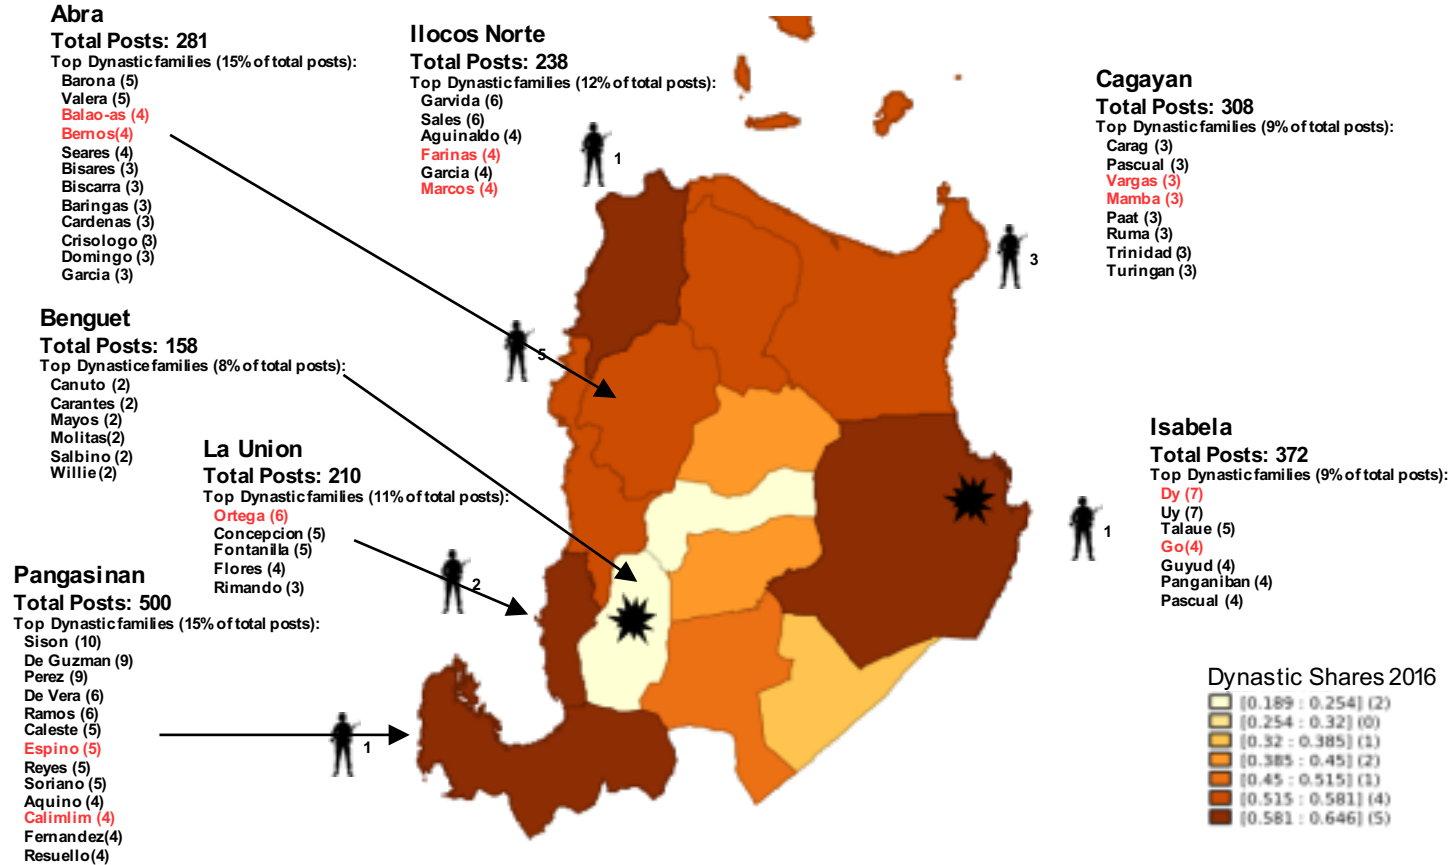 Abra
Total Posts: 281
Top Dynastic families (15% of total posts):
Barona (5)
Valera (5)
Balao-as (4)
Bernos(4)
Seares (4)
Bisares (3)
Biscarra (3)
Baringas (3)
Cardenas (3)
Crisologo (3)
Domingo (3)
Garcia (3)
Ilocos Norte
Total Posts: 238
Top Dynastic families (12% of total posts):
Garvida (6)
Sales (6)
Aguinaldo (4)
Farinas (4)
Garcia (4)
Marcos (4)
1
Cagayan
Total Posts: 308
Top Dynastic families (9% of total posts):
Carag (3)
Pascual (3)
Vargas (3)
Mamba (3)
Paat (3)
Ruma (3)
Trinidad (3)
Turingan (3)
3
Benguet
Total Posts: 158
Top Dynastice families (8% of total posts):
Canuto (2)
Carantes (2)
Mayos (2)
Molitas(2)
Salbino (2)
Willie (2)
5
La Union
Total Posts: 210
Top Dynastic families (11% of total posts):
Ortega (6)
Concepcion (5)
Fontanilla (5)
Flores (4)
Rimando (3)
2
Isabela
Total Posts: 372
Top Dynastic families (9% of total posts):
Dy (7)
Uy (7)
Talaue (5)
Go(4)
Guyud (4)
Panganiban (4)
Pascual (4)
1
Pangasinan
Total Posts: 500
Top Dynastic families (15% of total posts):
Sison (10)
De Guzman (9)
Perez (9)
De Vera (6)
Ramos (6)
Caleste (5)
Espino (5)
Reyes (5)
Soriano (5)
Aquino (4)
Calimlim (4)
Fernandez(4)
Resuello(4)
1
Dynastic Shares 2016
[0.189 : 0.254] (2)
[0.254 : 0.32] (0)
[0.32 : 0.385] (1)
[0.385 : 0.45] (2)
[0.45 : 0.515] (1)
[0.515 : 0.581] (4)
[0.581 : 0.646] (5)